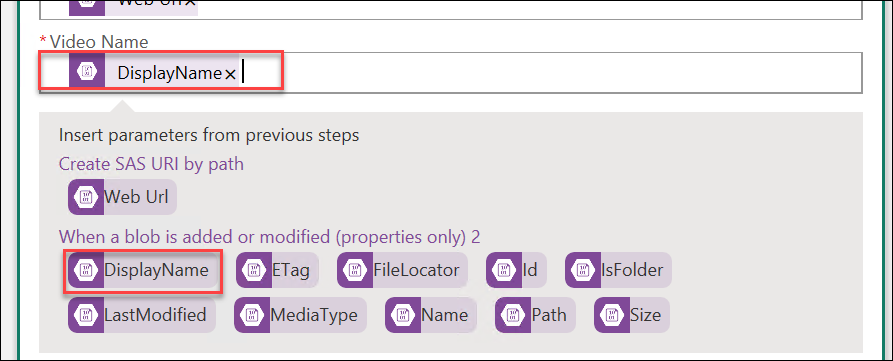 Web Url×
* Video Name
DisplayName ×
Insert parameters from previous steps
Create SAS URI by path
Web Url
When a blob is added or modified (properties only) 2
DisplayName ETag FileLocator Id IsFolder
LastModified MediaType Name Path Size